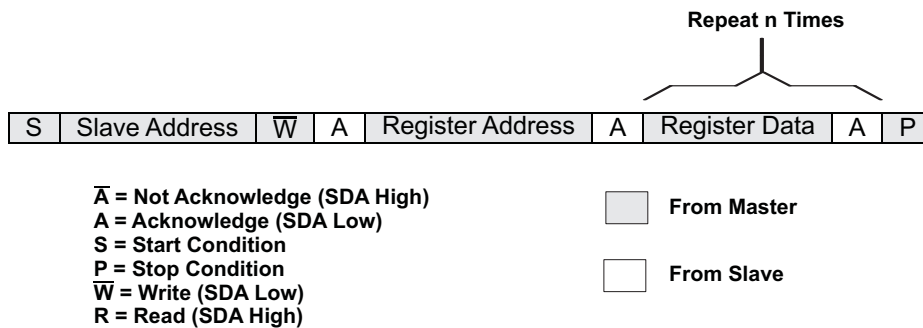 Repeat n Times
S Slave Address W̅ A Register Address A Register Data A P
A̅ = Not Acknowledge (SDA High)
A = Acknowledge (SDA Low)
S = Start Condition
P = Stop Condition
W̅ = Write (SDA Low)
R = Read (SDA High)
From Master
From Slave